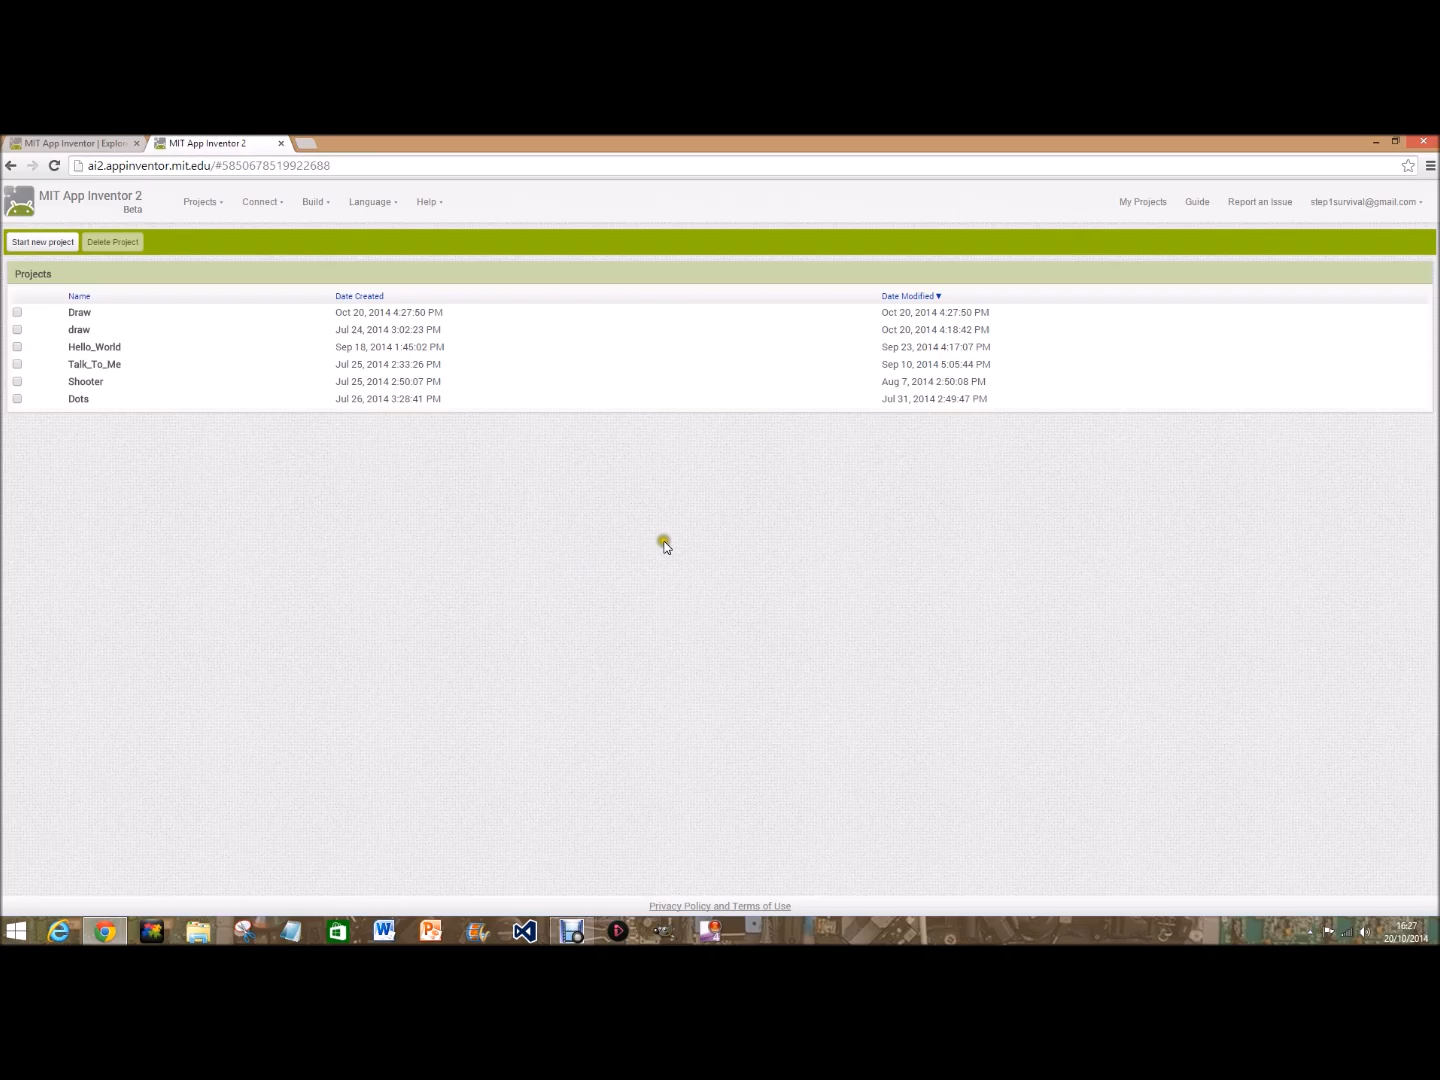 MIT App Inventor | Explor
MIT App Inventor 2
ai2.appinventor.mit.edu/#5850678519922688
MIT App Inventor 2
Beta
Projects Connect Build Language Help My Projects Guide Report an Issue step1survival@gmail.com
Start new project Delete Project
Projects
Name Date Created Date Modified
Draw Oct 20, 2014 4:27:50 PM Oct 20, 2014 4:27:50 PM
draw Jul 24, 2014 3:02:23 PM Oct 20, 2014 4:18:42 PM
Hello_World Sep 18, 2014 1:45:02 PM Sep 23, 2014 4:17:07 PM
Talk_To_Me Jul 25, 2014 2:33:26 PM Sep 10, 2014 5:05:44 PM
Shooter Jul 25, 2014 2:50:07 PM Aug 7, 2014 2:50:08 PM
Dots Jul 26, 2014 3:28:41 PM Jul 31, 2014 2:49:47 PM
Privacy Policy and Terms of Use
16:27
20/10/2014